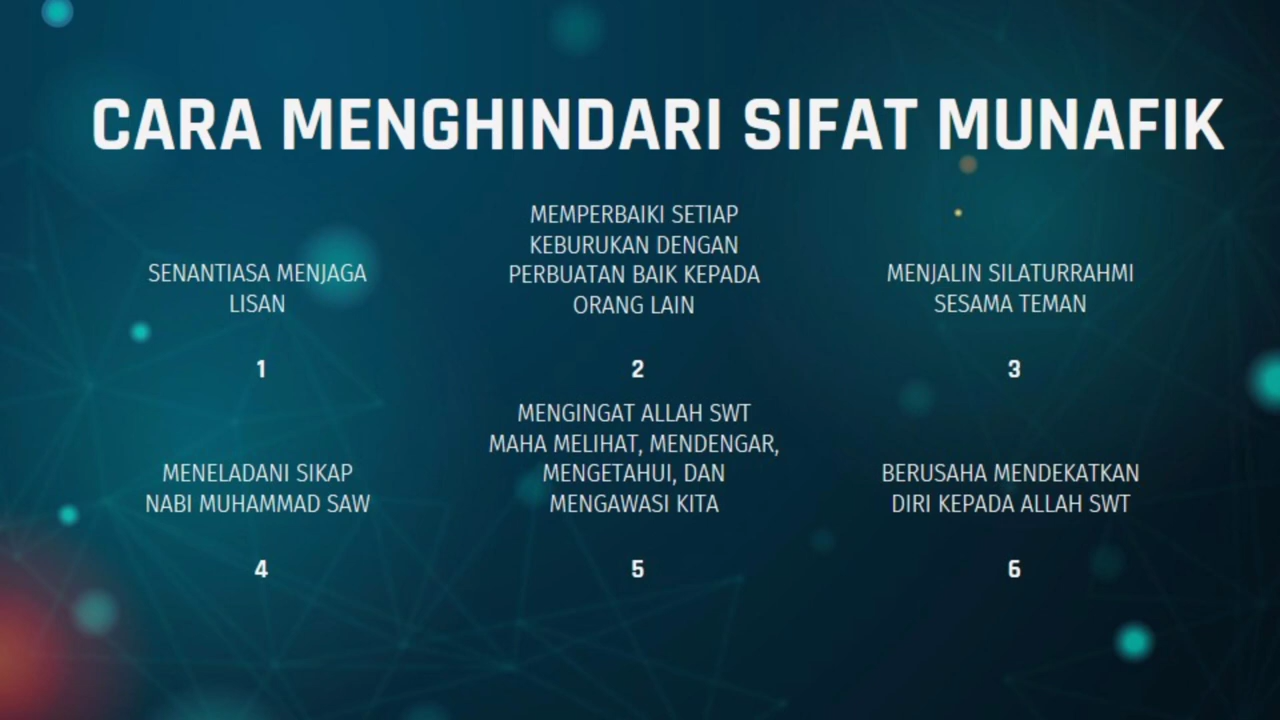 CARA MENGHINDARI SIFAT MUNAFIK
SENANTIASA MENJAGA
LISAN
1
MEMPERBAIKI SETIAP
KEBURUKAN DENGAN
PERBUATAN BAIK KEPADA
ORANG LAIN
2
MENJALIN SILATURRAHMI
SESAMA TEMAN
3
MENELADANI SIKAP
NABI MUHAMMAD SAW
4
MENGINGAT ALLAH SWT
MAHA MELIHAT, MENDENGAR,
MENGETAHUI, DAN
MENGAWASI KITA
5
BERUSAHA MENDEKATKAN
DIRI KEPADA ALLAH SWT
6